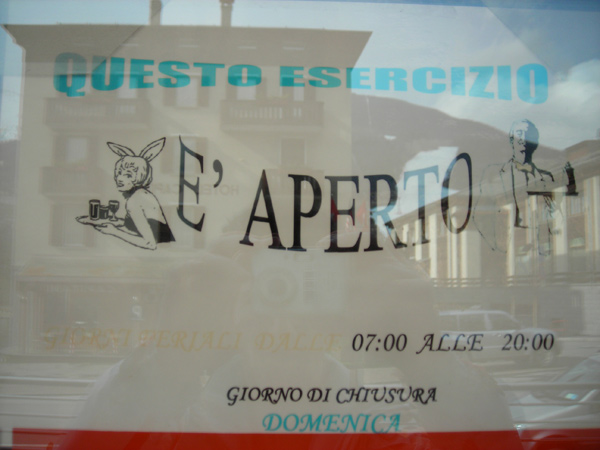 QUESTO ESERCIZIO
E' APERTO
GIORNI FERIALI DALLE 07:00 ALLE 20:00
GIORNO DI CHIUSURA
DOMENICA